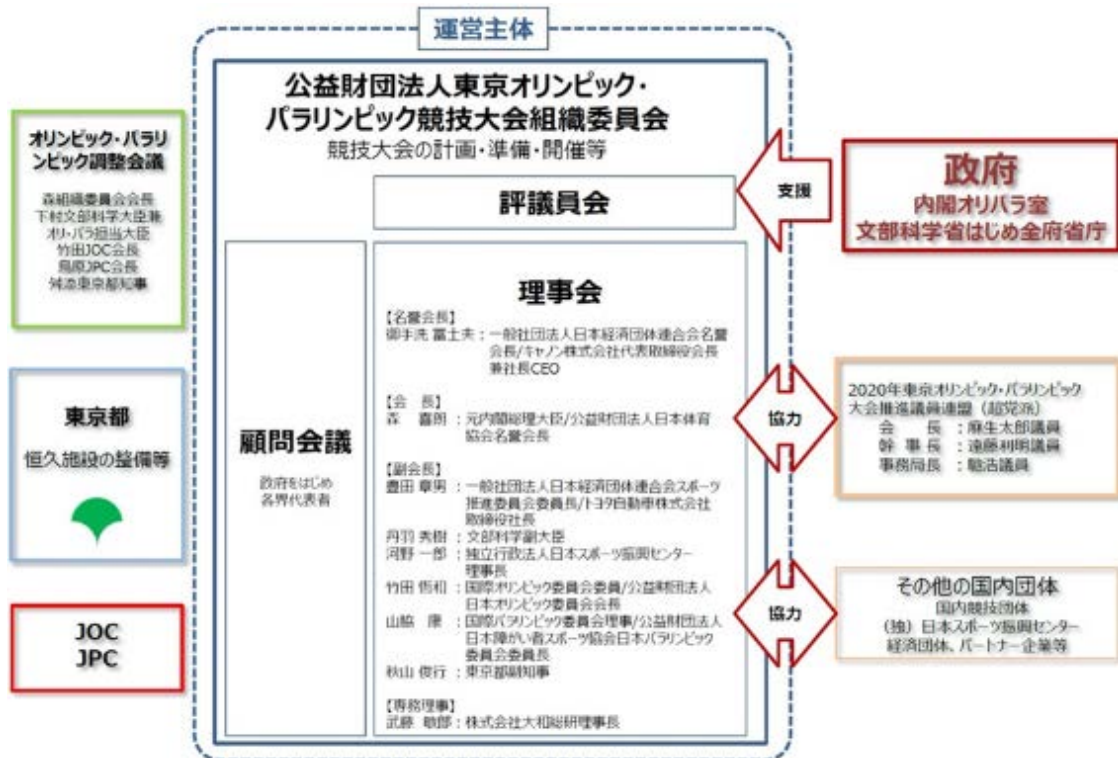 運営主体
公益財団法人東京オリンピック・
パラリンピック競技大会組織委員会
競技大会の計画・準備・開催等
評議員会
顧問会議
政府をはじめ
各界代表者
理事会
【名誉会長】
御手洗 冨士夫：一般社団法人日本経済団体連合会名誉
会長/キヤノン株式会社代表取締役会長
兼社長CEO
【会　長】
森　喜朗　：元内閣総理大臣/公益財団法人日本体育
協会名誉会長
【副会長】
豊田 章男　：一般社団法人日本経済団体連合会スポーツ
推進委員会委員長/トヨタ自動車株式会社
取締役社長
丹羽 秀樹　：文部科学副大臣
河野 一郎　：独立行政法人日本スポーツ振興センター
理事長
竹田 恆和　：国際オリンピック委員会委員/公益財団法人
日本オリンピック委員会会長
山脇　康　：国際パラリンピック委員会理事/公益財団法人
日本障がい者スポーツ協会日本パラリンピック
委員会委員長
秋山 俊行　：東京都副知事
【専務理事】
武藤 敏郎：株式会社大和総研理事長
オリンピック・パラリ
ンピック調整会議
森組織委員会会長
下村文部科学大臣兼
オリ・パラ担当大臣
竹田JOC会長
鳥原JPC会長
舛添東京都知事
東京都
恒久施設の整備等
JOC
JPC
支援
政府
内閣オリパラ室
文部科学省はじめ全府省庁
協力
2020年東京オリンピック・パラリンピック
大会推進議員連盟（超党派）
会　　長　：麻生太郎議員
幹 事 長　：遠藤利明議員
事務局長　：馳浩議員
協力
その他の国内団体
国内競技団体
（独）日本スポーツ振興センター
経済団体、パートナー企業等